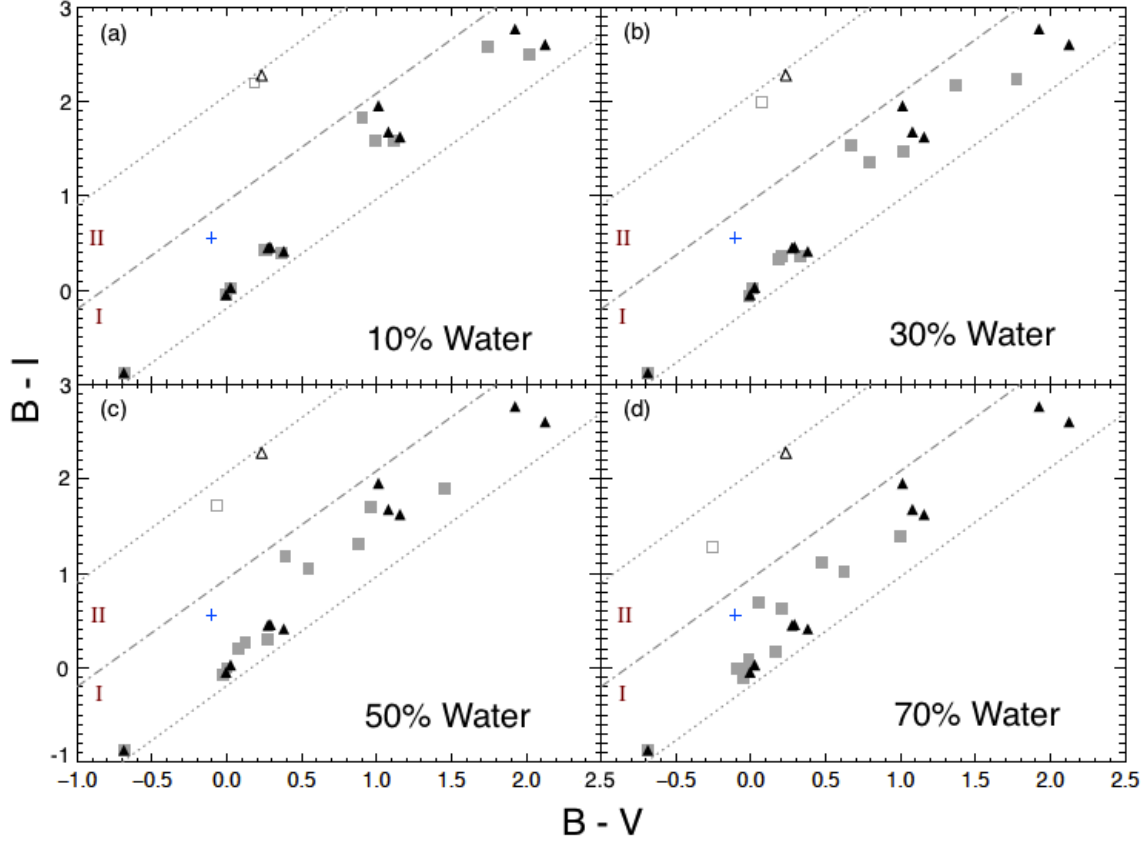 3
(a)
(b)
2
1
II
II
0
I
I
10% Water
30% Water
B - I
3
(c)
(d)
2
1
II
II
0
I
I
50% Water
70% Water
-1
-1.0 -0.5 0.0 0.5 1.0 1.5 2.0 2.5 -0.5 0.0 0.5 1.0 1.5 2.0 2.5
B - V